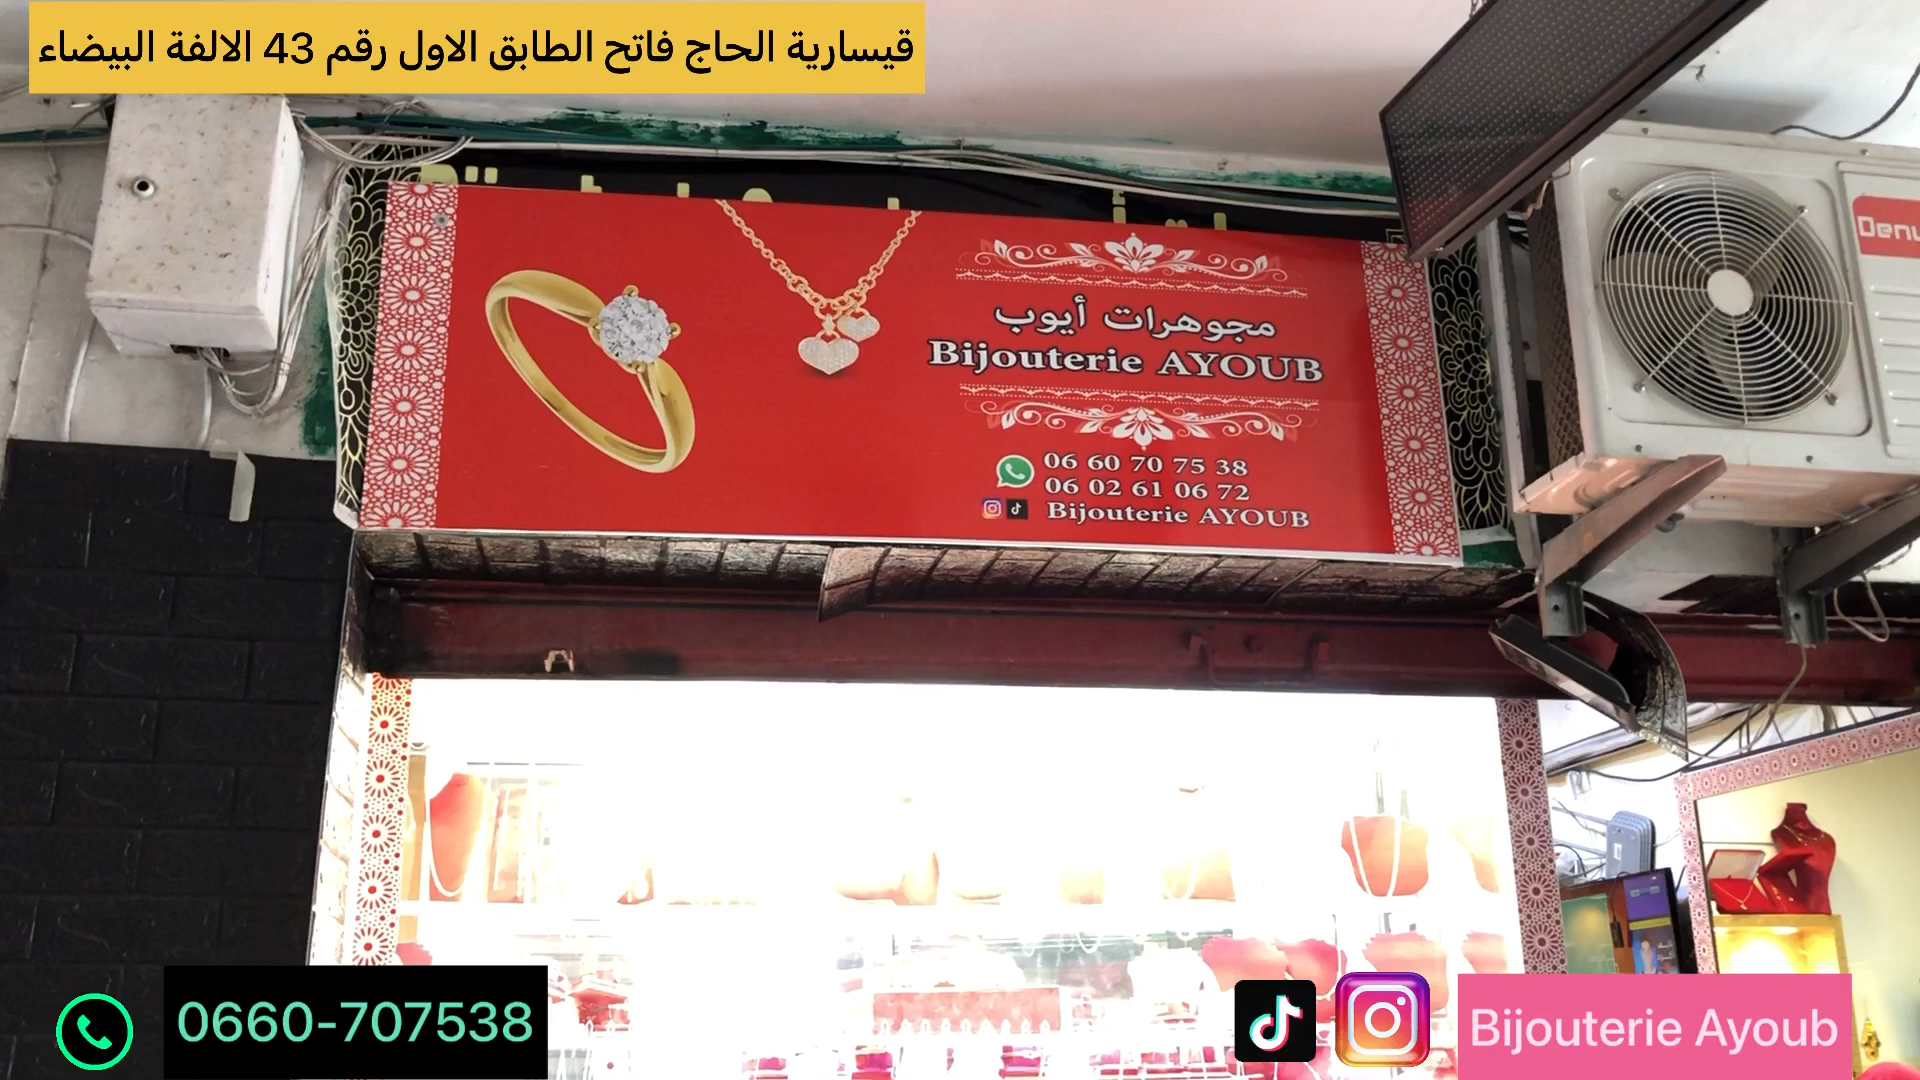 قيسارية الحاج فاتح الطابق الاول رقم 43 الالفة البيضاء
مجوهرات أيوب
Bijouterie AYOUB
06 60 70 75 38
06 02 61 06 72
Bijouterie AYOUB
0660-707538
Bijouterie Ayoub